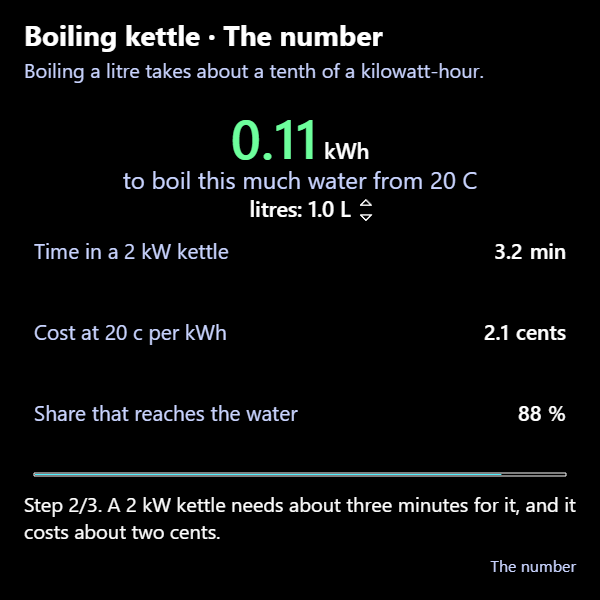 Boiling kettle · The number
Boiling a litre takes about a tenth of a kilowatt-hour.
0.11 kWh
to boil this much water from 20 C
litres: 1.0 L
Time in a 2 kW kettle 3.2 min
Cost at 20 c per kWh 2.1 cents
Share that reaches the water 88 %
Step 2/3. A 2 kW kettle needs about three minutes for it, and it
costs about two cents.
The number